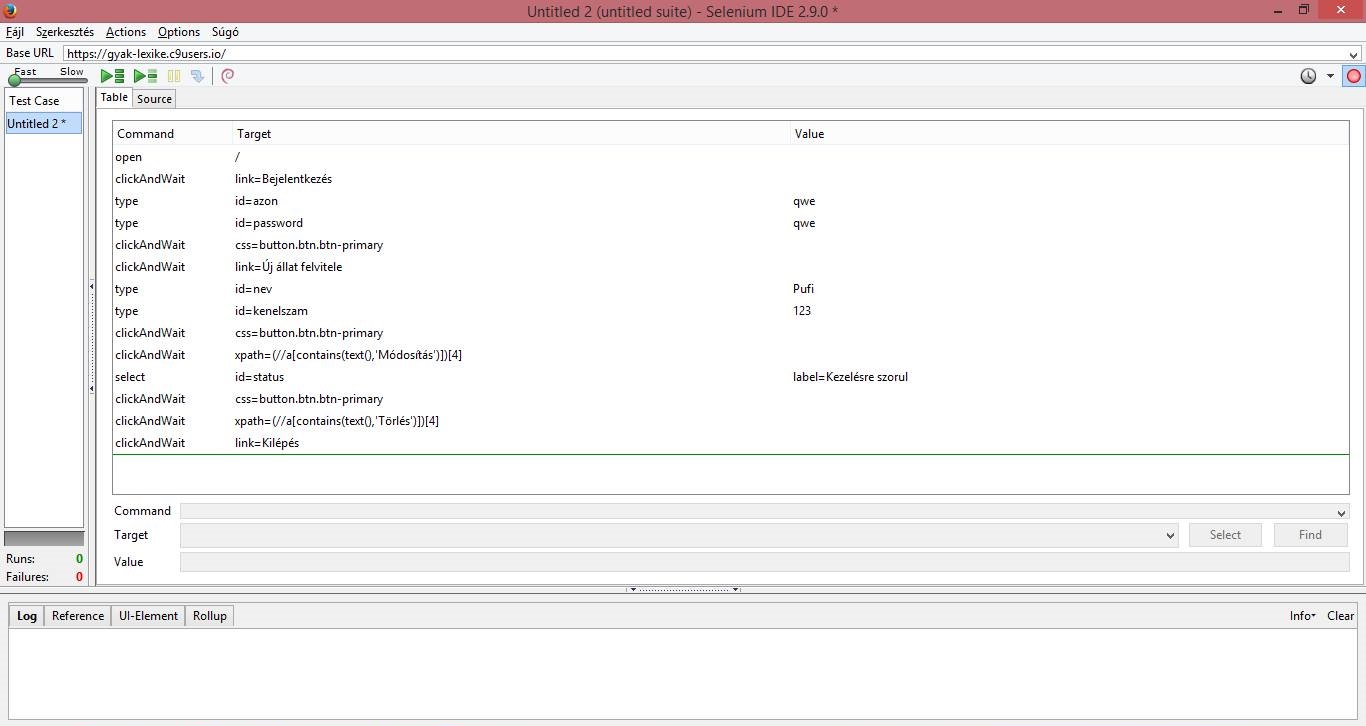 Untitled 2 (untitled suite) - Selenium IDE 2.9.0 *
Fájl Szerkesztés Actions Options Súgó
Base URL https://gyak-lexike.c9users.io/
Fast Slow
Test Case
Untitled 2 *
Table Source
Command Target Value
open /
clickAndWait link=Bejelentkezés
type id=azon qwe
type id=password qwe
clickAndWait css=button.btn.btn-primary
clickAndWait link=Új állat felvitele
type id=nev Pufi
type id=kenelszam 123
clickAndWait css=button.btn.btn-primary
clickAndWait xpath=(//a[contains(text(),'Módosítás')])[4]
select id=status label=Kezelésre szorul
clickAndWait css=button.btn.btn-primary
clickAndWait xpath=(//a[contains(text(),'Törlés')])[4]
clickAndWait link=Kilépés
Command
Target Select Find
Value
Runs: 0
Failures: 0
Log Reference UI-Element Rollup Info Clear